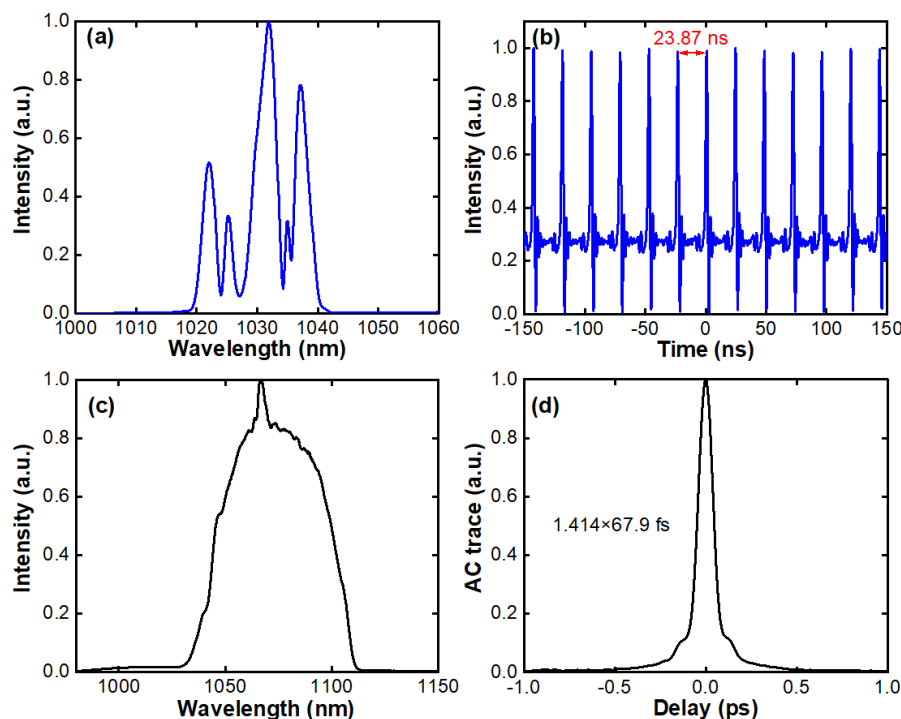 (a)
Intensity (a.u.)
1.0
0.8
0.6
0.4
0.2
0.0
1000 1010 1020 1030 1040 1050 1060
Wavelength (nm)
(b)
23.87 ns
Intensity (a.u.)
1.0
0.8
0.6
0.4
0.2
0.0
-150 -100 -50 0 50 100 150
Time (ns)
(c)
Intensity (a.u.)
1.0
0.8
0.6
0.4
0.2
0.0
1000 1050 1100 1150
Wavelength (nm)
(d)
1.414×67.9 fs
AC trace (a.u.)
1.0
0.8
0.6
0.4
0.2
0.0
-1.0 -0.5 0.0 0.5 1.0
Delay (ps)